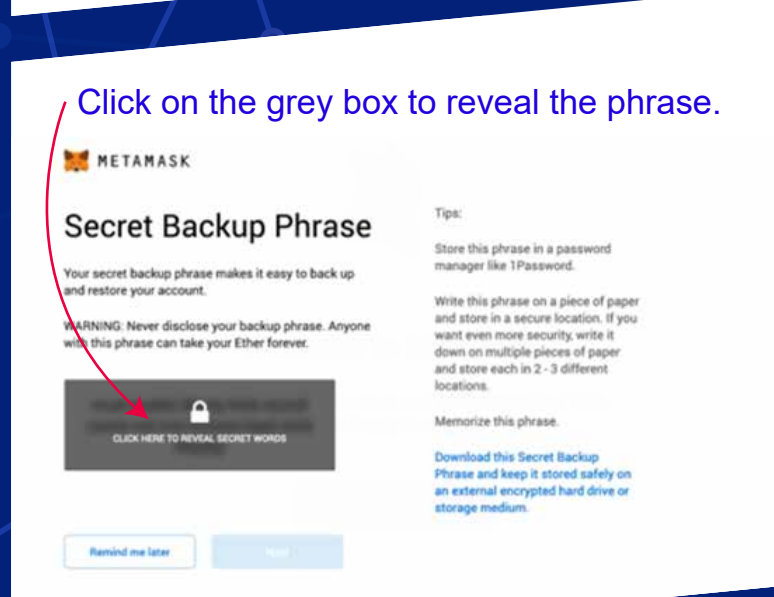 Click on the grey box to reveal the phrase.
METAMASK
Secret Backup Phrase
Your secret backup phrase makes it easy to back up
and restore your account.
WARNING: Never disclose your backup phrase. Anyone
with this phrase can take your Ether forever.
CLICK HERE TO REVEAL SECRET WORDS
Remind me later
Next
Tips:
Store this phrase in a password
manager like 1Password.
Write this phrase on a piece of paper
and store in a secure location. If you
want even more security, write it
down on multiple pieces of paper
and store each in 2 - 3 different
locations.
Memorize this phrase.
Download this Secret Backup
Phrase and keep it stored safely on
an external encrypted hard drive or
storage medium.